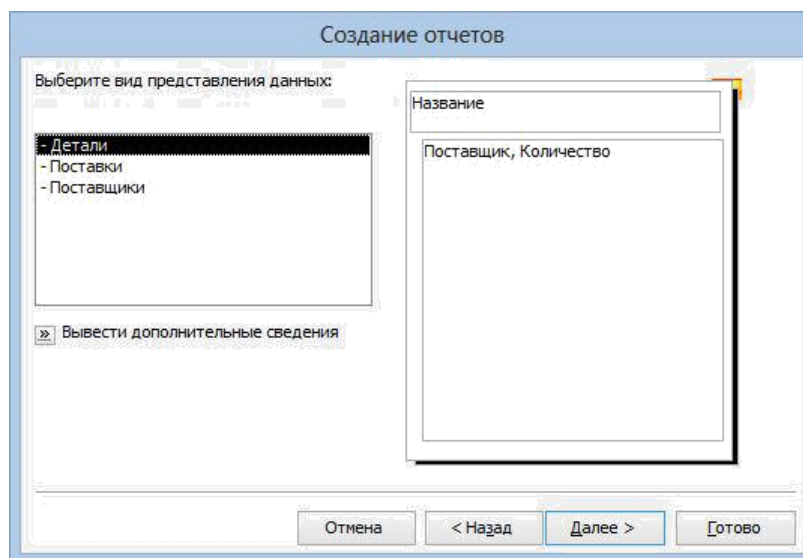 Создание отчетов
Выберите вид представления данных:
- Детали
- Поставки
- Поставщики
» Вывести дополнительные сведения
Название
Поставщик, Количество
Отмена
< Назад
Далее >
Готово